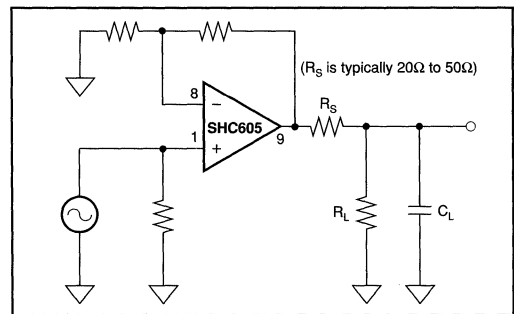 (R_S is typically 20Ω to 50Ω)
8
−
SHC605
R_S
1
+
9
R_L
C_L